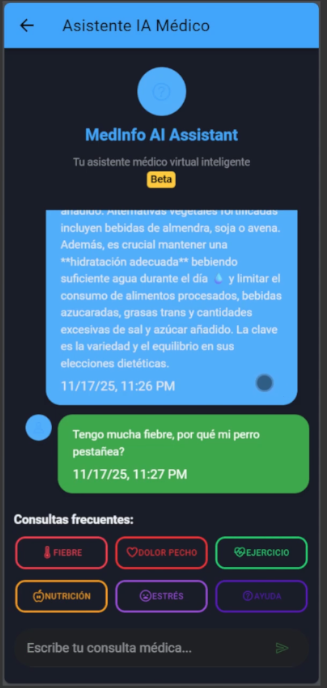 Asistente IA Médico
MedInfo AI Assistant
Tu asistente médico virtual inteligente
Beta
añadido. Alternativas vegetales fortificadas
incluyen bebidas de almendra, soja o avena.
Además, es crucial mantener una
**hidratación adecuada** bebiendo
suficiente agua durante el día 💧 y limitar el
consumo de alimentos procesados, bebidas
azucaradas, grasas trans y cantidades
excesivas de sal y azúcar añadido. La clave
es la variedad y el equilibrio en sus
elecciones dietéticas.
11/17/25, 11:26 PM
Tengo mucha fiebre, por qué mi perro
pestañea?
11/17/25, 11:27 PM
Consultas frecuentes:
FIEBRE
DOLOR PECHO
EJERCICIO
NUTRICIÓN
ESTRÉS
AYUDA
Escribe tu consulta médica...